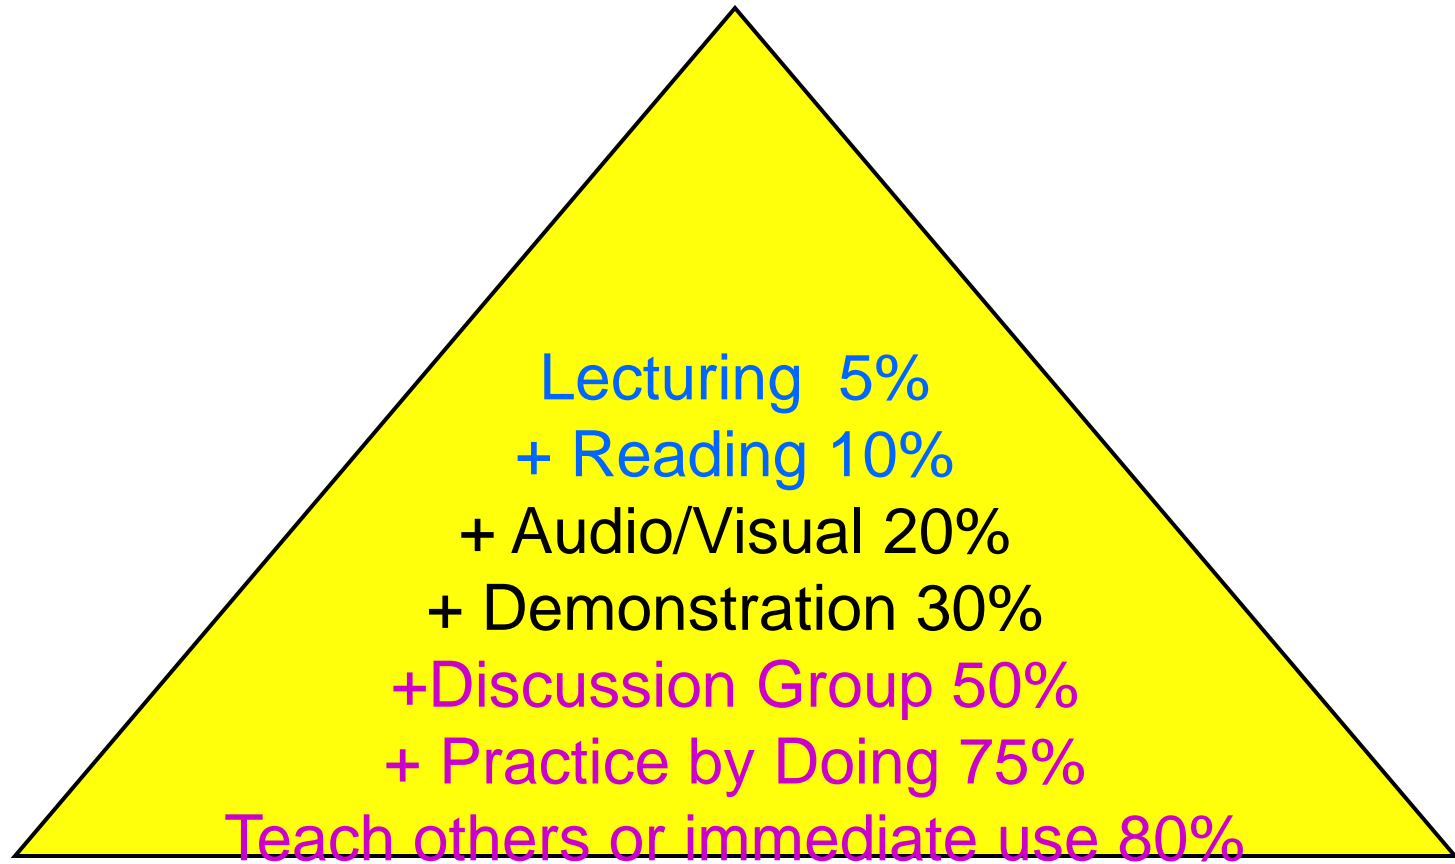 Lecturing  5%
+ Reading 10%
+ Audio/Visual 20%
+ Demonstration 30%
+Discussion Group 50%
+ Practice by Doing 75%
Teach others or immediate use 80%